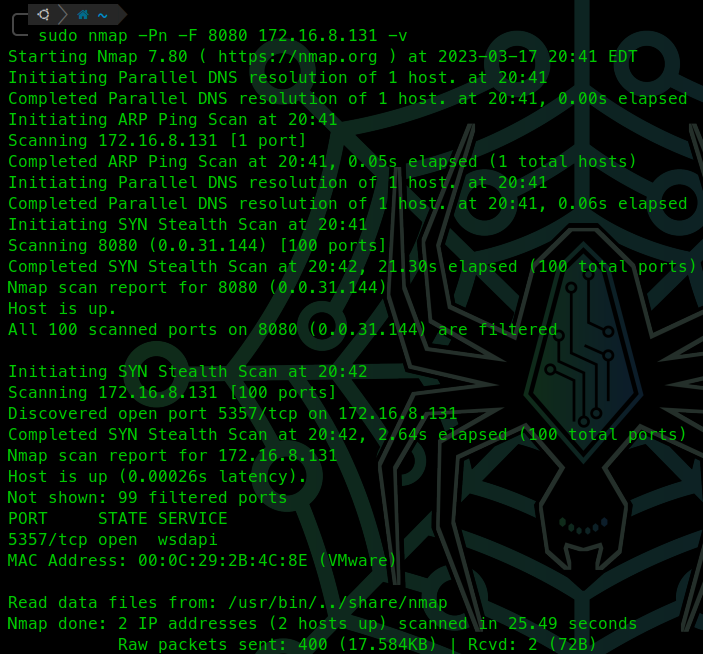 ~
sudo nmap -Pn -F 8080 172.16.8.131 -v
Starting Nmap 7.80 ( https://nmap.org ) at 2023-03-17 20:41 EDT
Initiating Parallel DNS resolution of 1 host. at 20:41
Completed Parallel DNS resolution of 1 host. at 20:41, 0.00s elapsed
Initiating ARP Ping Scan at 20:41
Scanning 172.16.8.131 [1 port]
Completed ARP Ping Scan at 20:41, 0.05s elapsed (1 total hosts)
Initiating Parallel DNS resolution of 1 host. at 20:41
Completed Parallel DNS resolution of 1 host. at 20:41, 0.06s elapsed
Initiating SYN Stealth Scan at 20:41
Scanning 8080 (0.0.31.144) [100 ports]
Completed SYN Stealth Scan at 20:42, 21.30s elapsed (100 total ports)
Nmap scan report for 8080 (0.0.31.144)
Host is up.
All 100 scanned ports on 8080 (0.0.31.144) are filtered
Initiating SYN Stealth Scan at 20:42
Scanning 172.16.8.131 [100 ports]
Discovered open port 5357/tcp on 172.16.8.131
Completed SYN Stealth Scan at 20:42, 2.64s elapsed (100 total ports)
Nmap scan report for 172.16.8.131
Host is up (0.00026s latency).
Not shown: 99 filtered ports
PORT     STATE SERVICE
5357/tcp open  wsdapi
MAC Address: 00:0C:29:2B:4C:8E (VMware)
Read data files from: /usr/bin/../share/nmap
Nmap done: 2 IP addresses (2 hosts up) scanned in 25.49 seconds
Raw packets sent: 400 (17.584KB) | Rcvd: 2 (72B)